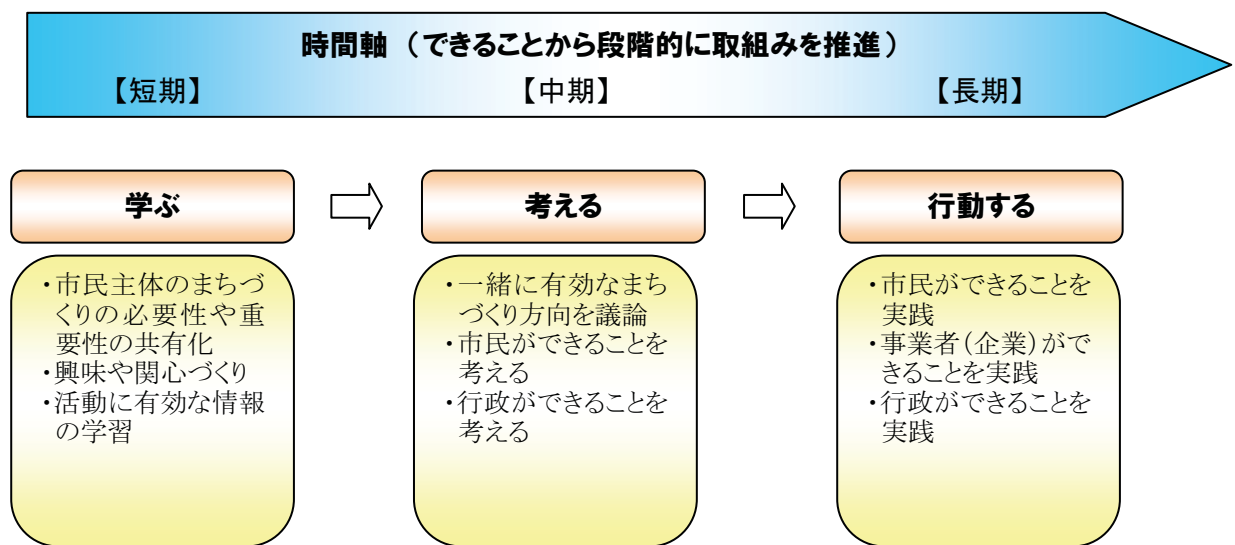 時間軸 (できることから段階的に取組みを推進)
【短期】 【中期】 【長期】
学ぶ
・市民主体のまちづ
くりの必要性や重
要性の共有化
・興味や関心づくり
・活動に有効な情報
の学習
考える
・一緒に有効なまち
づくり方向を議論
・市民ができることを
考える
・行政ができることを
考える
行動する
・市民ができることを
実践
・事業者(企業)がで
きることを実践
・行政ができることを
実践